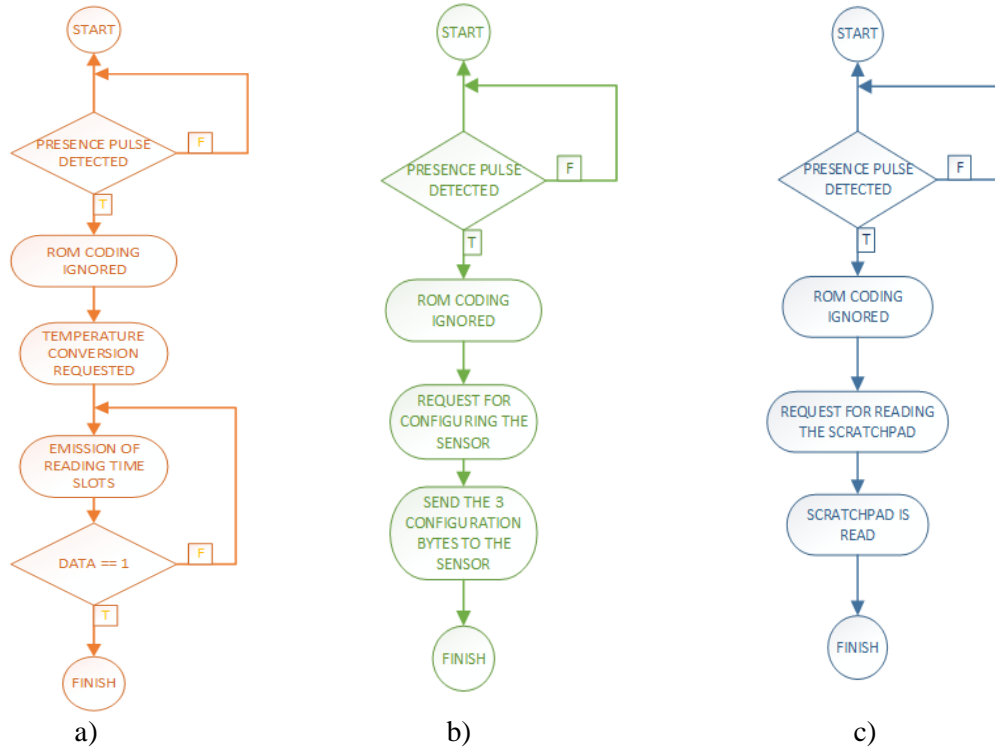 START
PRESENCE PULSE
DETECTED
F
T
ROM CODING
IGNORED
TEMPERATURE
CONVERSION
REQUESTED
EMISSION OF
READING TIME
SLOTS
DATA == 1
F
T
FINISH
a)
START
PRESENCE PULSE
DETECTED
F
T
ROM CODING
IGNORED
REQUEST FOR
CONFIGURING THE
SENSOR
SEND THE 3
CONFIGURATION
BYTES TO THE
SENSOR
FINISH
b)
START
PRESENCE PULSE
DETECTED
F
T
ROM CODING
IGNORED
REQUEST FOR READING
THE SCRATCHPAD
SCRATCHPAD IS
READ
FINISH
c)